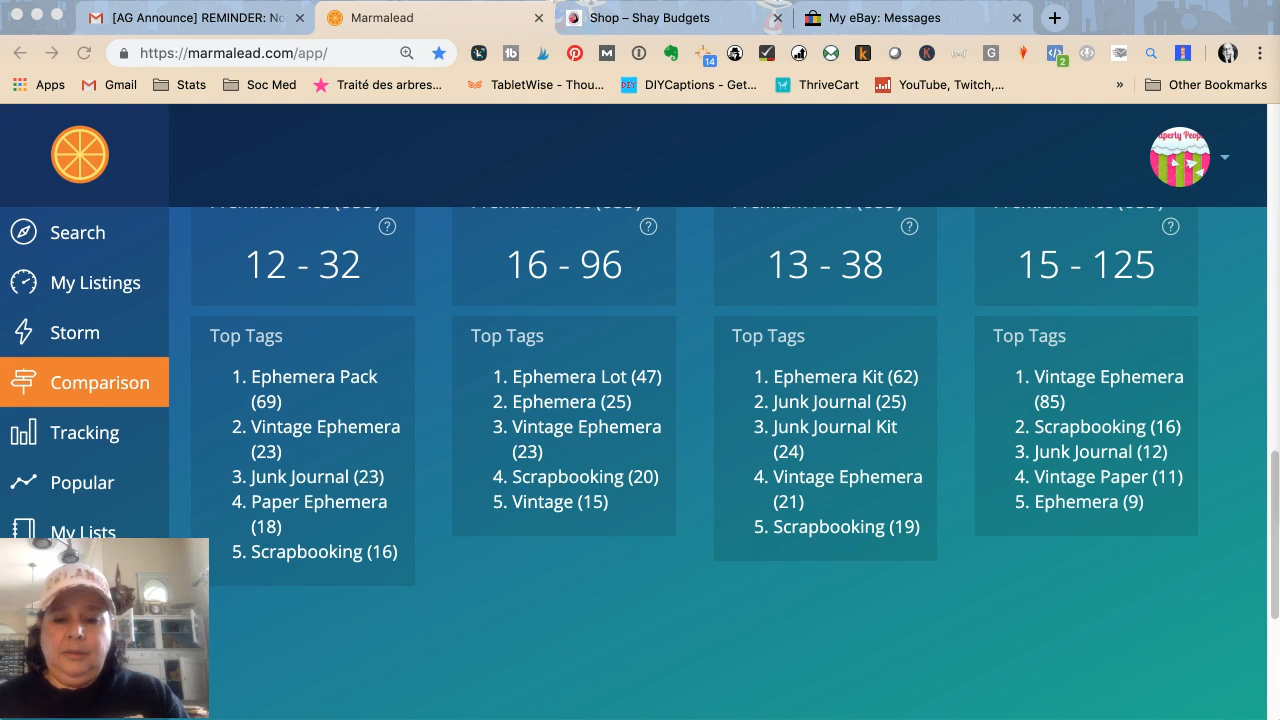 [AG Announce] REMINDER: No
Marmalead
Shop – Shay Budgets
My eBay: Messages
https://marmalead.com/app/
14
2
Apps
Gmail
Stats
Soc Med
Traité des arbres...
TabletWise - Thou...
DIYCaptions - Get...
ThriveCart
YouTube, Twitch,...
»
Other Bookmarks
Search
My Listings
Storm
Comparison
Tracking
Popular
My Lists
12 - 32
16 - 96
13 - 38
15 - 125
Top Tags
1. Ephemera Pack
(69)
2. Vintage Ephemera
(23)
3. Junk Journal (23)
4. Paper Ephemera
(18)
5. Scrapbooking (16)
Top Tags
1. Ephemera Lot (47)
2. Ephemera (25)
3. Vintage Ephemera
(23)
4. Scrapbooking (20)
5. Vintage (15)
Top Tags
1. Ephemera Kit (62)
2. Junk Journal (25)
3. Junk Journal Kit
(24)
4. Vintage Ephemera
(21)
5. Scrapbooking (19)
Top Tags
1. Vintage Ephemera
(85)
2. Scrapbooking (16)
3. Junk Journal (12)
4. Vintage Paper (11)
5. Ephemera (9)